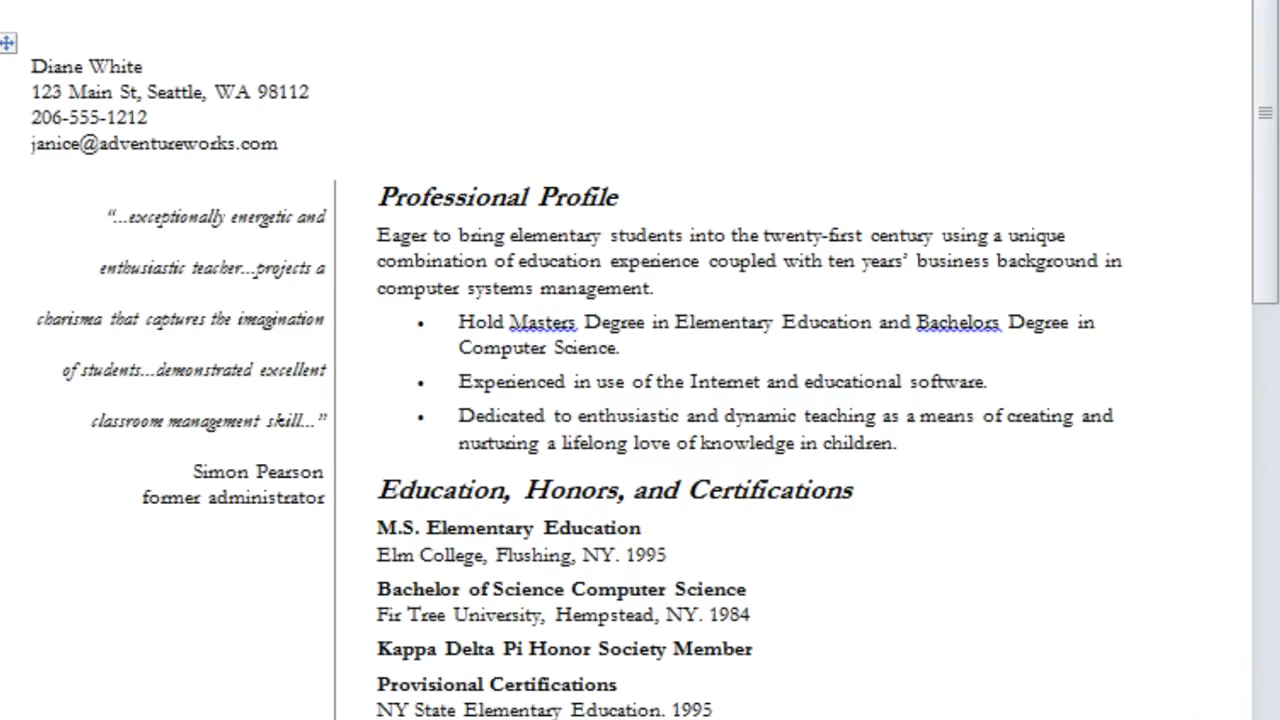 Diane White
123 Main St, Seattle, WA 98112
206-555-1212
janice@adventureworks.com
“...exceptionally energetic and
enthusiastic teacher...projects a
charisma that captures the imagination
of students...demonstrated excellent
classroom management skill...”
Simon Pearson
former administrator
Professional Profile
Eager to bring elementary students into the twenty-first century using a unique
combination of education experience coupled with ten years’ business background in
computer systems management.
• Hold Masters Degree in Elementary Education and Bachelors Degree in
Computer Science.
• Experienced in use of the Internet and educational software.
• Dedicated to enthusiastic and dynamic teaching as a means of creating and
nurturing a lifelong love of knowledge in children.
Education, Honors, and Certifications
M.S. Elementary Education
Elm College, Flushing, NY. 1995
Bachelor of Science Computer Science
Fir Tree University, Hempstead, NY. 1984
Kappa Delta Pi Honor Society Member
Provisional Certifications
NY State Elementary Education. 1995